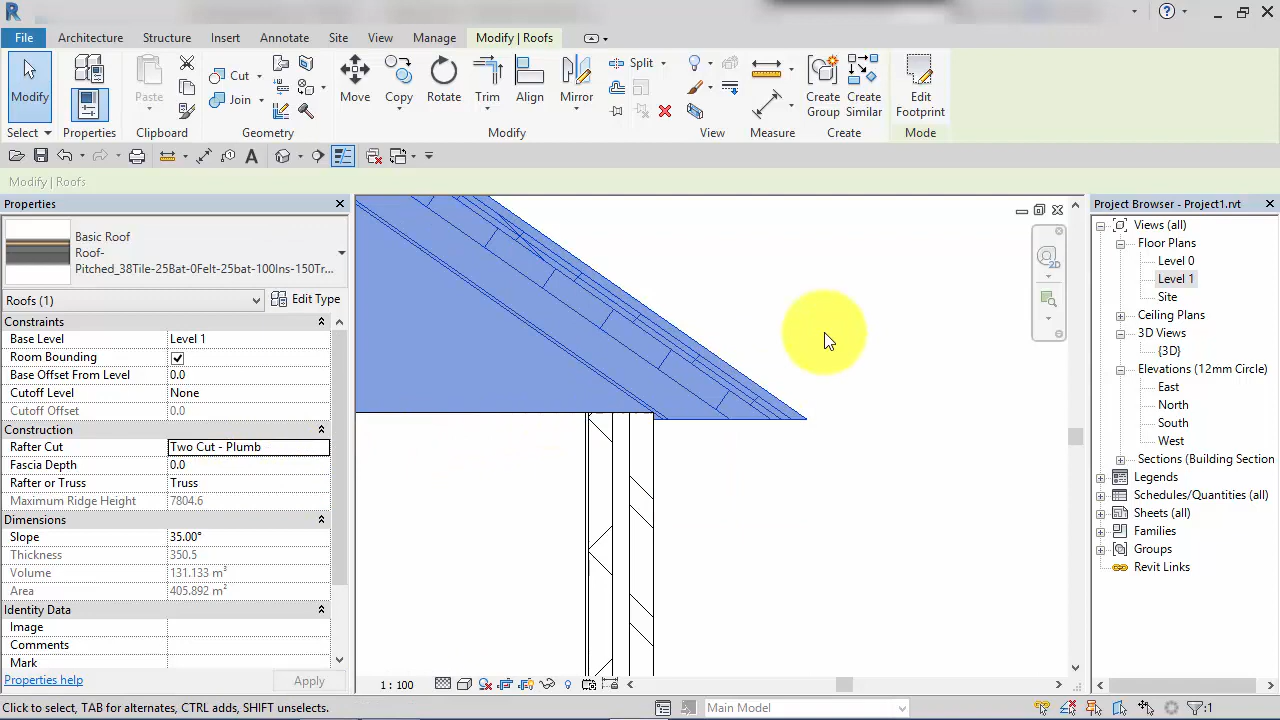 R
File Architecture Structure Insert Annotate Site View Manage Modify | Roofs
Cut Split
Join
Modify Paste Move Copy Rotate Trim Align Mirror Create Group Create Similar Edit Footprint
Select Properties Clipboard Geometry Modify View Measure Create Mode
A
Modify | Roofs
Properties
Basic Roof
Roof-
Pitched_38Tile-25Bat-0Felt-25bat-100Ins-150Tr...
Roofs (1) Edit Type
Constraints
Base Level Level 1
Room Bounding
Base Offset From Level 0.0
Cutoff Level None
Cutoff Offset 0.0
Construction
Rafter Cut Two Cut - Plumb
Fascia Depth 0.0
Rafter or Truss Truss
Maximum Ridge Height 7804.6
Dimensions
Slope 35.00°
Thickness 350.5
Volume 131.133 m³
Area 405.892 m²
Identity Data
Image
Comments
Mark
Properties help Apply
2D
Project Browser - Project1.rvt
Views (all)
Floor Plans
Level 0
Level 1
Site
Ceiling Plans
3D Views
{3D}
Elevations (12mm Circle)
East
North
South
West
Sections (Building Section
Legends
Schedules/Quantities (all)
Sheets (all)
Families
Groups
Revit Links
1 : 100
Click to select, TAB for alternates, CTRL adds, SHIFT unselects. Main Model :1